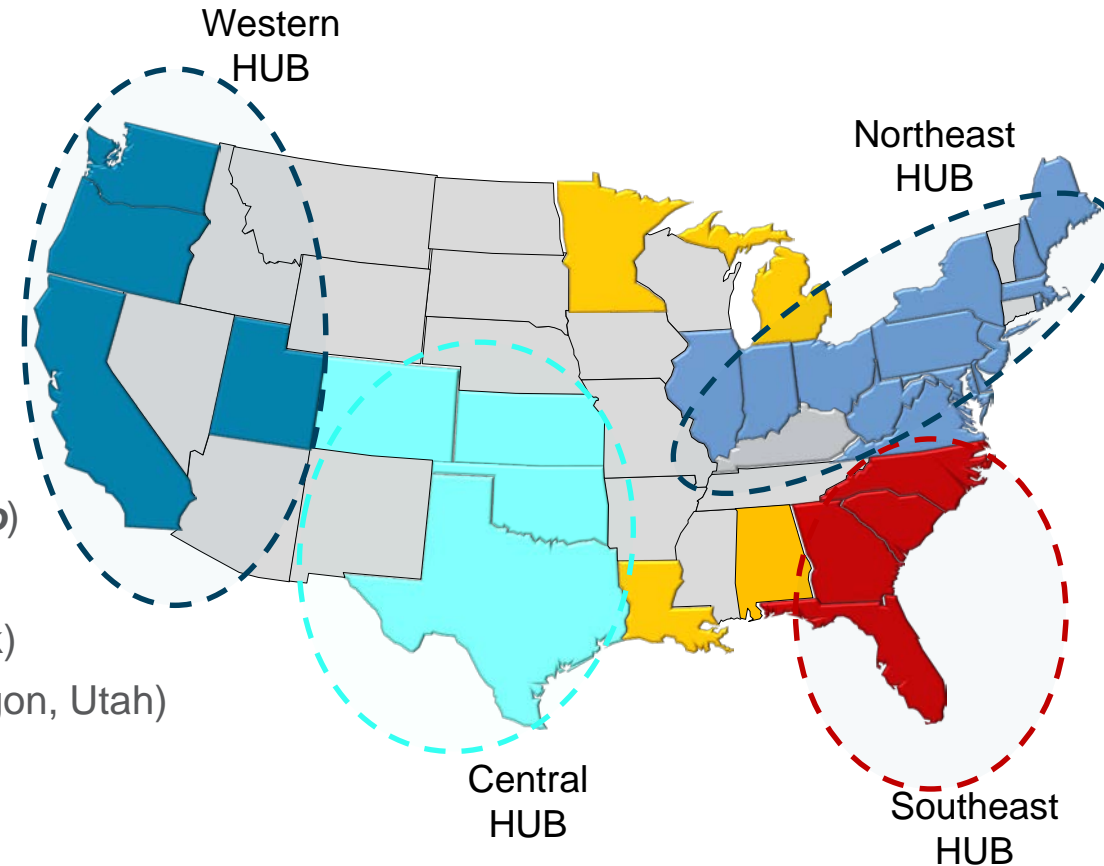 Western
HUB
Northeast
HUB
)
)
gon, Utah)
Central
HUB
Southeast
HUB